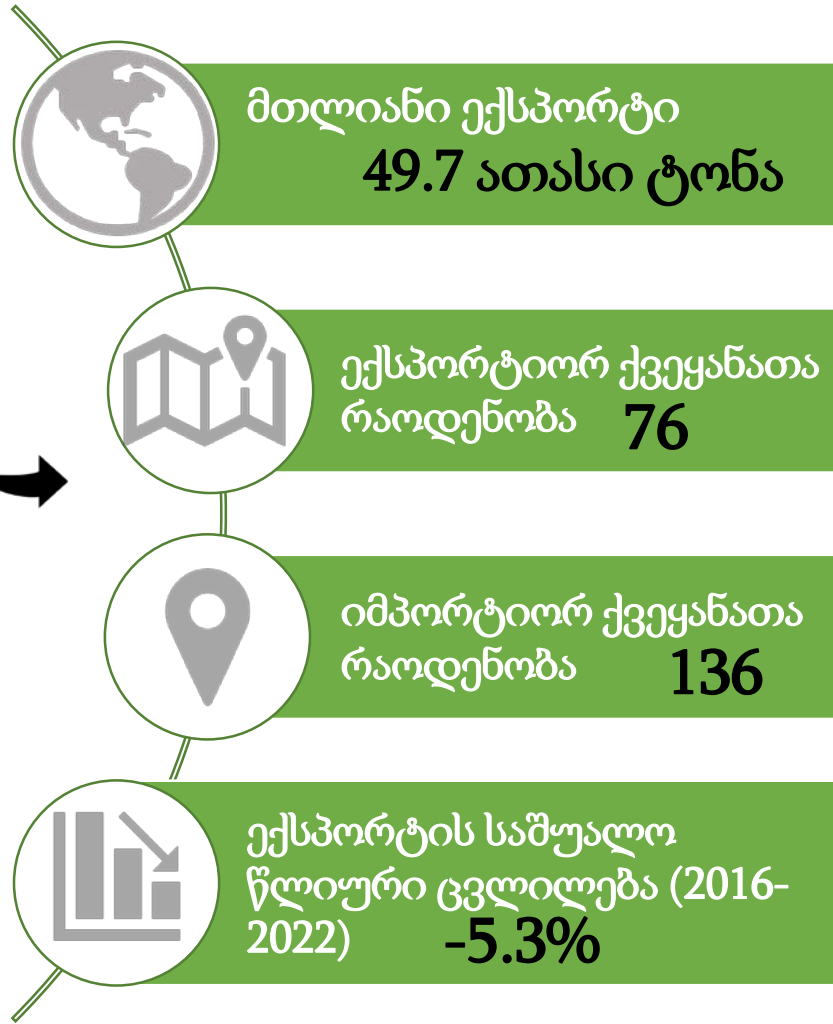 მთლიანი ექსპორტი
49.7 ათასი ტონა
ექსპორტიორ ქვეყანათა
რაოდენობა 76
იმპორტიორ ქვეყანათა
რაოდენობა 136
ექსპორტის საშუალო
წლიური ცვლილება (2016-
2022) -5.3%